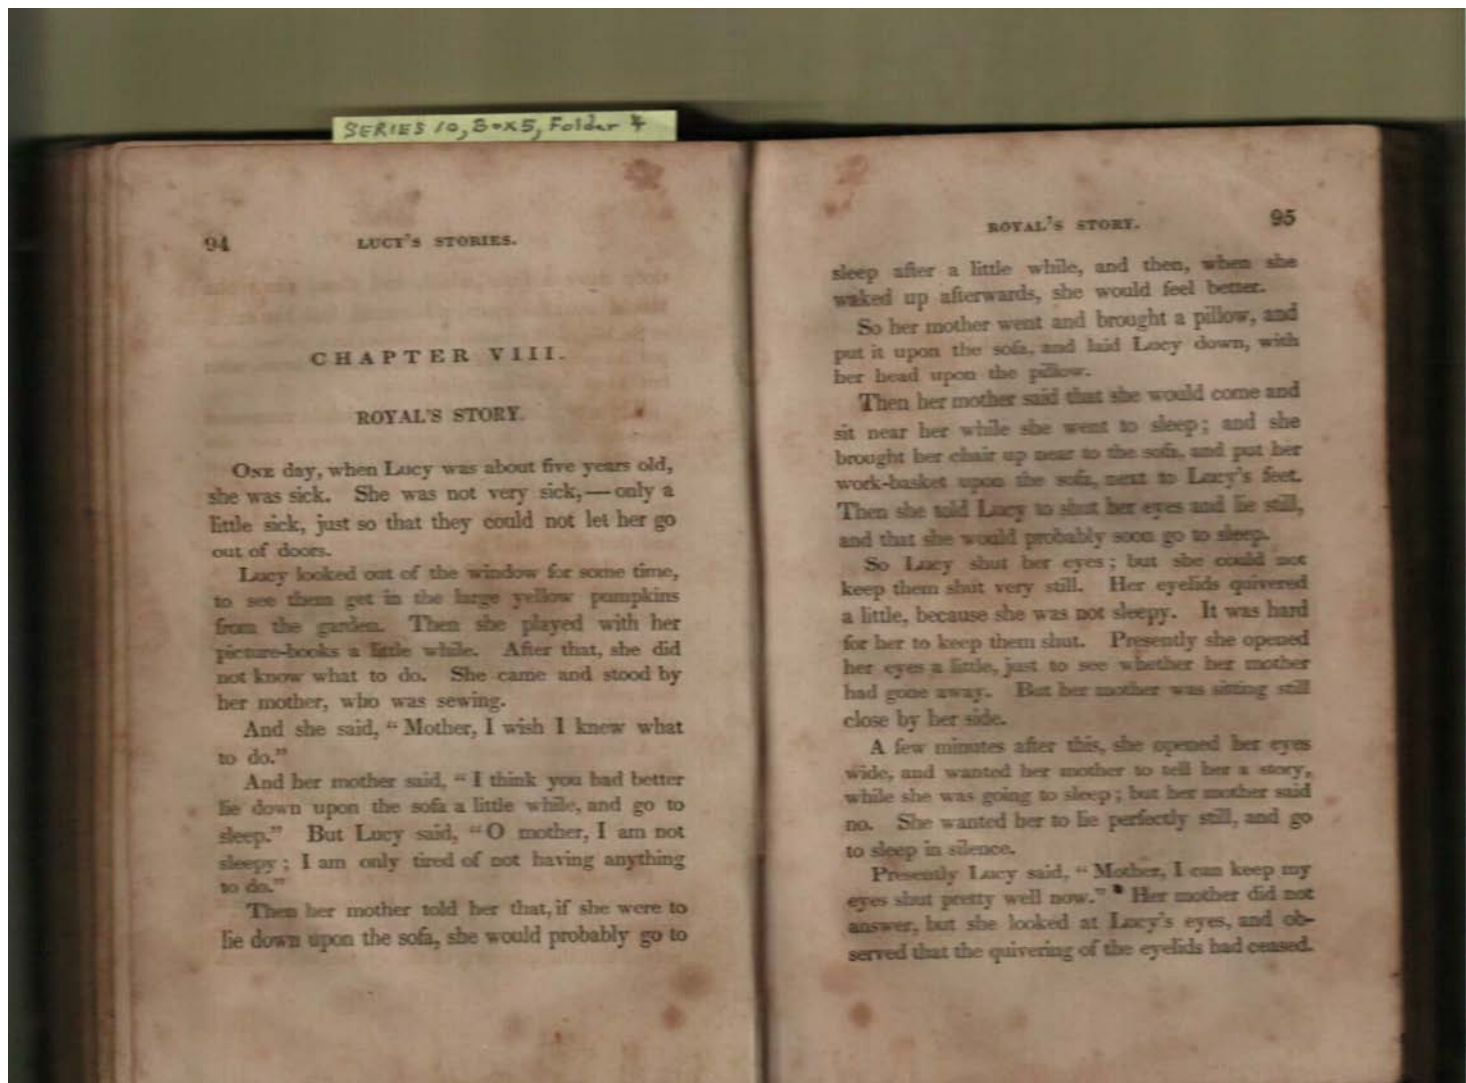 SERIES 10, Box 5, Folder 4
94 LUCY'S STORIES.
CHAPTER VIII.
ROYAL'S STORY.
ONE day, when Lucy was about five years old,
she was sick. She was not very sick,—only a
little sick, just so that they could not let her go
out of doors.
Lucy looked out of the window for some time,
to see them get in the large yellow pumpkins
from the garden. Then she played with her
picture-books a little while. After that, she did
not know what to do. She came and stood by
her mother, who was sewing.
And she said, “Mother, I wish I knew what
to do.”
And her mother said, “I think you had better
lie down upon the sofa a little while, and go to
sleep.” But Lucy said, “O mother, I am not
sleepy; I am only tired of not having anything
to do.”
Then her mother told her that, if she were to
lie down upon the sofa, she would probably go to
ROYAL'S STORY. 95
sleep after a little while, and then, when she
waked up afterwards, she would feel better.
So her mother went and brought a pillow, and
put it upon the sofa, and laid Lucy down, with
her head upon the pillow.
Then her mother said that she would come and
sit near her while she went to sleep; and she
brought her chair up near to the sofa, and put her
work-basket upon the sofa, next to Lucy's feet.
Then she told Lucy to shut her eyes and lie still,
and that she would probably soon go to sleep.
So Lucy shut her eyes; but she could not
keep them shut very still. Her eyelids quivered
a little, because she was not sleepy. It was hard
for her to keep them shut. Presently she opened
her eyes a little, just to see whether her mother
had gone away. But her mother was sitting still
close by her side.
A few minutes after this, she opened her eyes
wide, and wanted her mother to tell her a story,
while she was going to sleep; but her mother said
no. She wanted her to lie perfectly still, and go
to sleep in silence.
Presently Lucy said, “Mother, I can keep my
eyes shut pretty well now.” Her mother did not
answer, but she looked at Lucy's eyes, and ob-
served that the quivering of the eyelids had ceased.